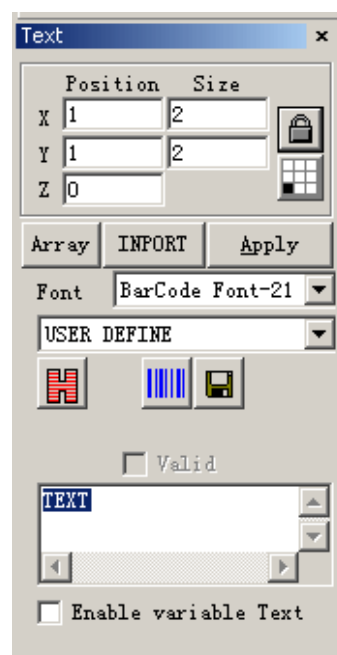 Text ×
Position Size
X 1 2
Y 1 2
Z 0
Array INPORT Apply
Font BarCode Font-21
USER DEFINE
Valid
TEXT
Enable variable Text